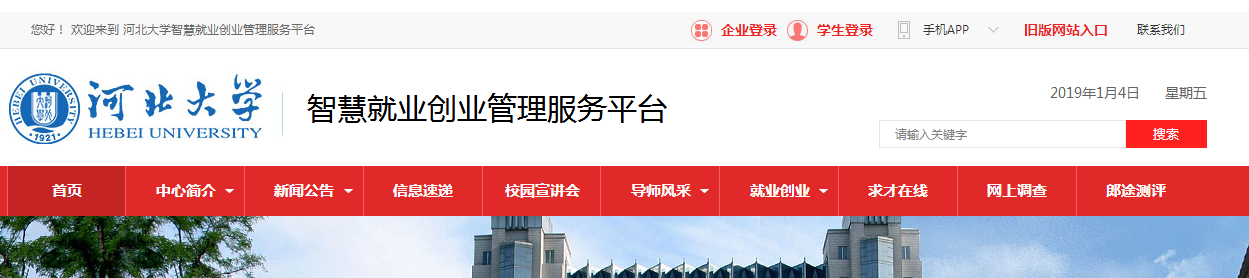 您好！ 欢迎来到 河北大学智慧就业创业管理服务平台
企业登录 学生登录 手机APP 旧版网站入口 联系我们
HEBEI UNIVERSITY
1921
河北大学
HEBEI UNIVERSITY
智慧就业创业管理服务平台
2019年1月4日 星期五
请输入关键字 搜索
首页 中心简介 新闻公告 信息速递 校园宣讲会 导师风采 就业创业 求才在线 网上调查 郎途测评